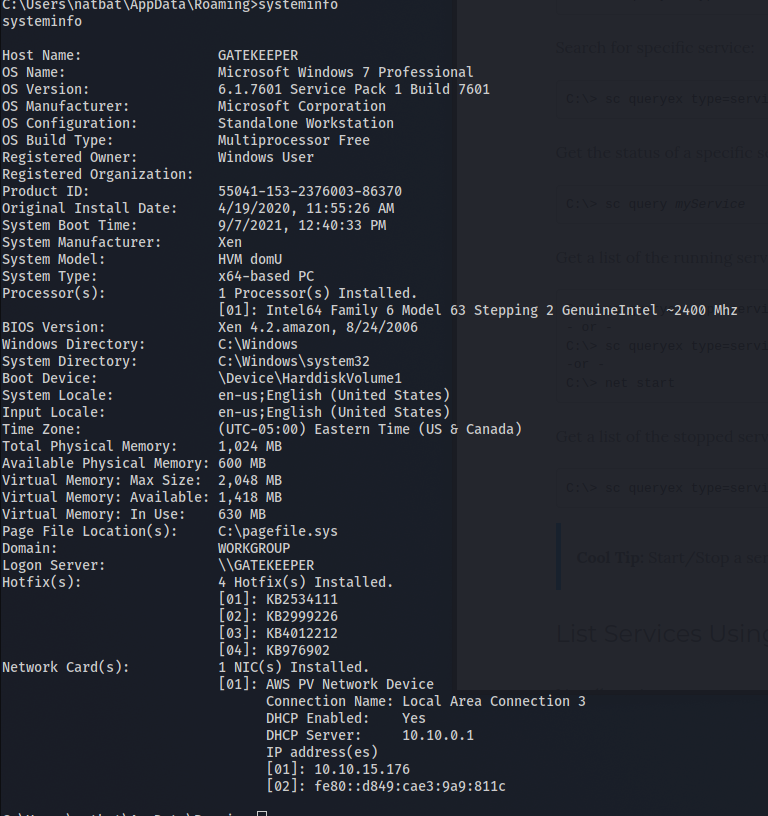 C:\Users\natbat\AppData\Roaming>systeminfo
systeminfo
Host Name: GATEKEEPER
OS Name: Microsoft Windows 7 Professional
OS Version: 6.1.7601 Service Pack 1 Build 7601
OS Manufacturer: Microsoft Corporation
OS Configuration: Standalone Workstation
OS Build Type: Multiprocessor Free
Registered Owner: Windows User
Registered Organization:
Product ID: 55041-153-2376003-86370
Original Install Date: 4/19/2020, 11:55:26 AM
System Boot Time: 9/7/2021, 12:40:33 PM
System Manufacturer: Xen
System Model: HVM domU
System Type: x64-based PC
Processor(s): 1 Processor(s) Installed.
[01]: Intel64 Family 6 Model 63 Stepping 2 GenuineIntel ~2400 Mhz
BIOS Version: Xen 4.2.amazon, 8/24/2006
Windows Directory: C:\Windows
System Directory: C:\Windows\system32
Boot Device: \Device\HarddiskVolume1
System Locale: en-us;English (United States)
Input Locale: en-us;English (United States)
Time Zone: (UTC-05:00) Eastern Time (US & Canada)
Total Physical Memory: 1,024 MB
Available Physical Memory: 600 MB
Virtual Memory: Max Size: 2,048 MB
Virtual Memory: Available: 1,418 MB
Virtual Memory: In Use: 630 MB
Page File Location(s): C:\pagefile.sys
Domain: WORKGROUP
Logon Server: \\GATEKEEPER
Hotfix(s): 4 Hotfix(s) Installed.
[01]: KB2534111
[02]: KB2999226
[03]: KB4012212
[04]: KB976902
Network Card(s): 1 NIC(s) Installed.
[01]: AWS PV Network Device
Connection Name: Local Area Connection 3
DHCP Enabled: Yes
DHCP Server: 10.10.0.1
IP address(es)
[01]: 10.10.15.176
[02]: fe80::d849:cae3:9a9:811c
Search for specific service
C:\> sc queryex type=servi
Get the status of a specific s
C:\> sc query myService
Get a list of the running serv
- or -
C:\> sc queryex type=servi
-or -
C:\> net start
Get a list of the stopped serv
C:\> sc queryex type=servi
Cool Tip: Start/Stop a ser
List Services Using